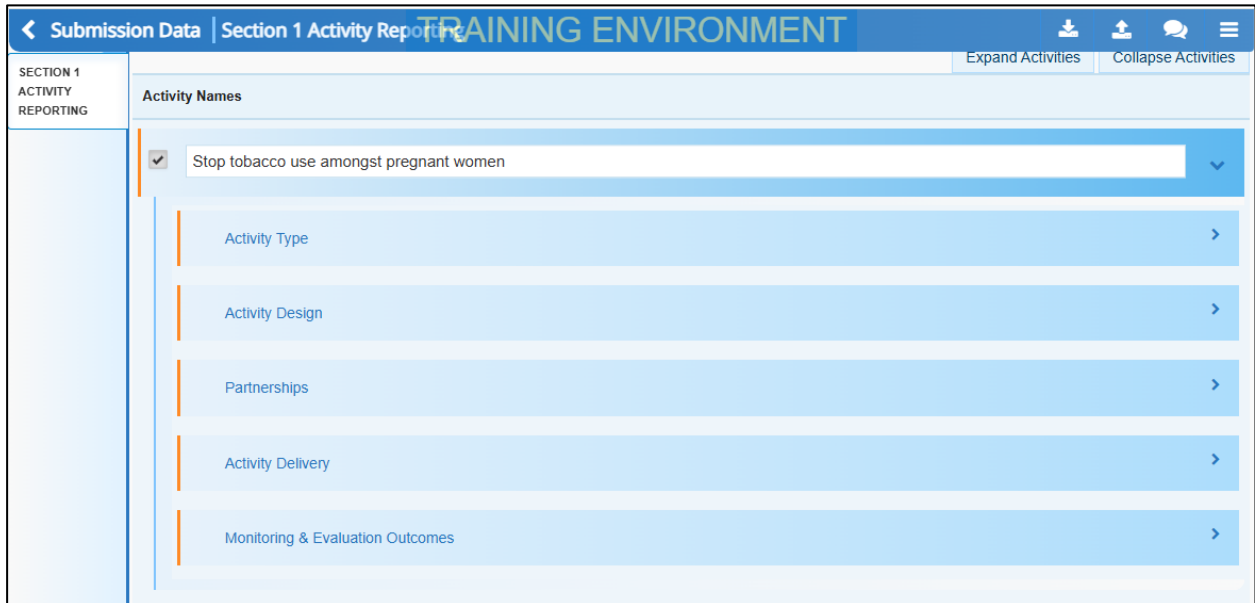 Submission Data | Section 1 Activity Reporting
TRAINING ENVIRONMENT
Expand Activities
Collapse Activities
SECTION 1
ACTIVITY
REPORTING
Activity Names
Stop tobacco use amongst pregnant women
Activity Type
Activity Design
Partnerships
Activity Delivery
Monitoring & Evaluation Outcomes